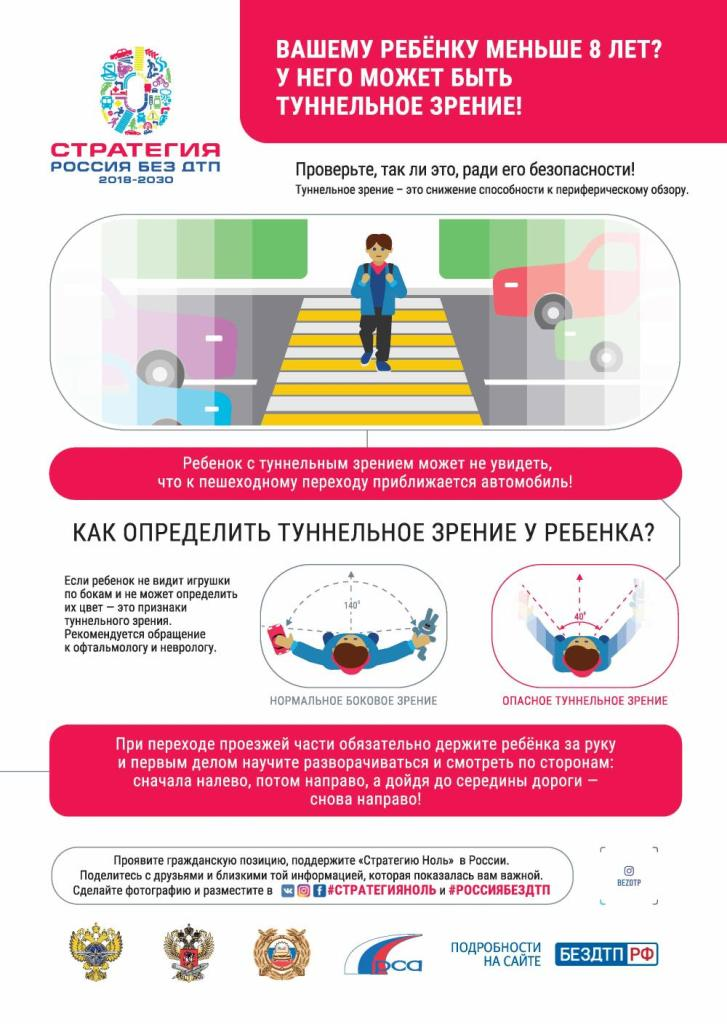 ВАШЕМУ РЕБЁНКУ МЕНЬШЕ 8 ЛЕТ?
У НЕГО МОЖЕТ БЫТЬ
ТУННЕЛЬНОЕ ЗРЕНИЕ!
СТРАТЕГИЯ
РОССИЯ БЕЗ ДТП
2018-2030
Проверьте, так ли это, ради его безопасности!
Туннельное зрение – это снижение способности к периферическому обзору.
Ребенок с туннельным зрением может не увидеть,
что к пешеходному переходу приближается автомобиль!
КАК ОПРЕДЕЛИТЬ ТУННЕЛЬНОЕ ЗРЕНИЕ У РЕБЕНКА?
Если ребенок не видит игрушки
по бокам и не может определить
их цвет — это признаки
туннельного зрения.
Рекомендуется обращение
к офтальмологу и неврологу.
140°
НОРМАЛЬНОЕ БОКОВОЕ ЗРЕНИЕ
40°
ОПАСНОЕ ТУННЕЛЬНОЕ ЗРЕНИЕ
При переходе проезжей части обязательно держите ребёнка за руку
и первым делом научите разворачиваться и смотреть по сторонам:
сначала налево, потом направо, а дойдя до середины дороги —
снова направо!
Проявите гражданскую позицию, поддержите «Стратегию Ноль» в России.
Поделитесь с друзьями и близкими той информацией, которая показалась вам важной.
Сделайте фотографию и разместите в #СТРАТЕГИЯНОЛЬ и #РОССИЯБЕЗДТП
BEZDTP
рса
ПОДРОБНОСТИ
НА САЙТЕ
БЕЗДТП РФ